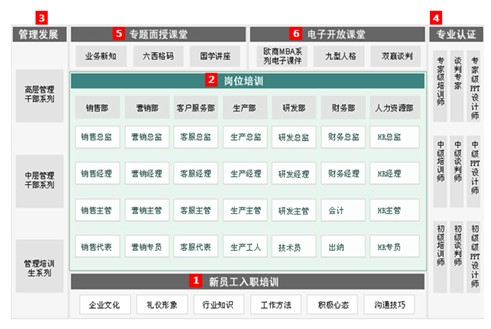 3
管理发展
高层管理
干部系列
中层管理
干部系列
管理培训
生系列
5 专题面授课堂
业务新知 六西格码 国学讲座
6 电子开放课堂
欧商MBA系
列电子课件
九型人格 双赢谈判
2 岗位培训
销售部 营销部 客户服务部 生产部 研发部 财务部 人力资源部
销售总监 营销总监 客服总监 生产总监 研发总监 财务总监 HR总监
销售经理 营销经理 客服经理 生产经理 研发经理 财务经理 HR经理
销售主管 营销主管 客服主管 生产主管 研发主管 会计 HR主管
销售代表 营销专员 客服代表 生产工人 技术员 出纳 HR专员
1 新员工入职培训
企业文化 礼仪形象 行业知识 工作方法 积极心态 沟通技巧
4
专业认证
专家级培训师
谈判专家
专家级PPT设计师
中级培训师
中级谈判师
中级PPT设计师
初级培训师
初级谈判师
初级PPT设计师